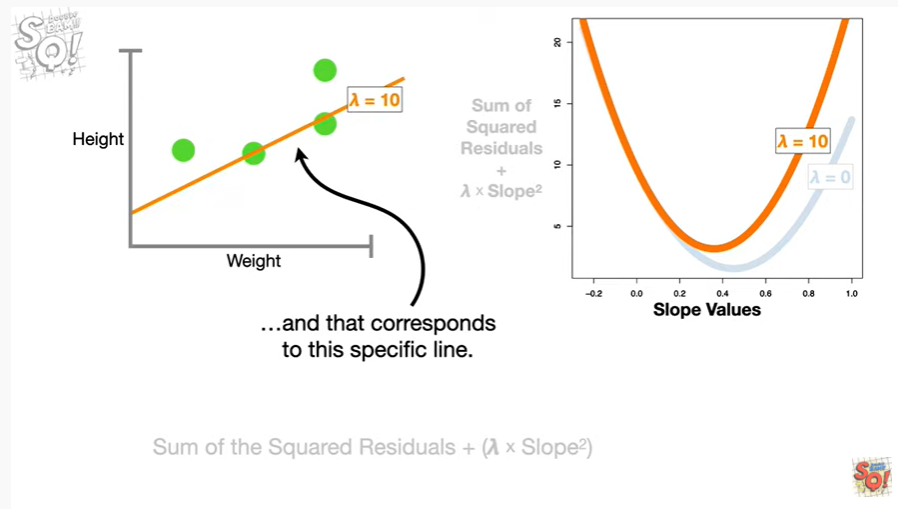 Height
Weight
λ = 10
...and that corresponds
to this specific line.
Sum of
Squared
Residuals
+
λ × Slope²
20
15
10
5
λ = 10
λ = 0
-0.2 0.0 0.2 0.4 0.6 0.8 1.0
Slope Values
Sum of the Squared Residuals + (λ × Slope²)
SQ!
SQ!